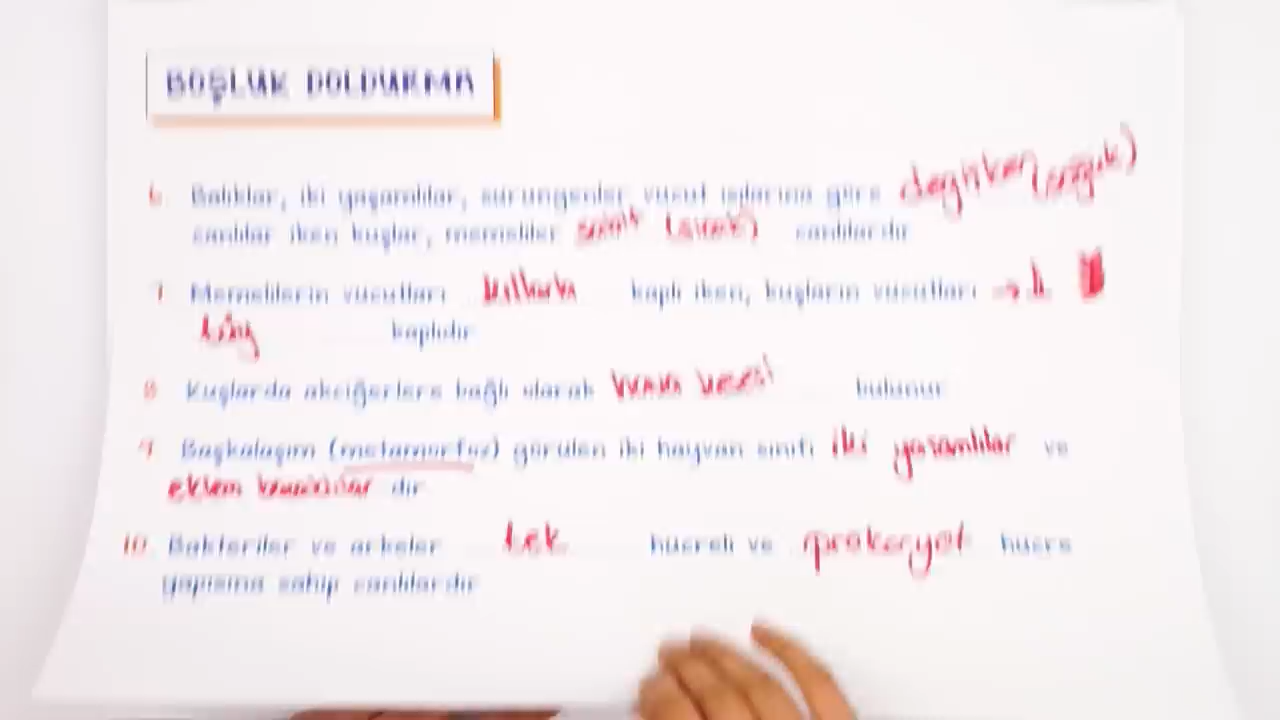 BOŞLUK DOLDURMA
6. Balıklar, iki yaşamlılar, sürüngenler vücut ısılarına göre değişken (soğuk)
canlılar iken kuşlar, memeliler sabit (sıcak) canlılardır
7 Memelilerin vücutları kıllarla kaplı iken, kuşların vücutları →
tüy kaplıdır
8 Kuşlarda akciğerlere bağlı olarak hava kesesi bulunur
9 Başkalaşım (metamorfoz) görülen iki hayvan sınıfı iki yaşamlılar ve
eklem bacaklılar dır
10 Bakteriler ve arkeler tek hücreli ve prokaryot hücre
yapısına sahip canlılardır